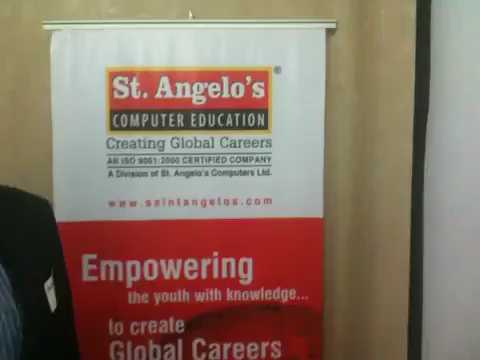 St. Angelo's®
COMPUTER EDUCATION
Creating Global Careers
AN ISO 9001:2000 CERTIFIED COMPANY
A Division of St. Angelo's Computers Ltd.
www.saintangelos.com
Empowering
the youth with knowledge...
to create
Global Careers